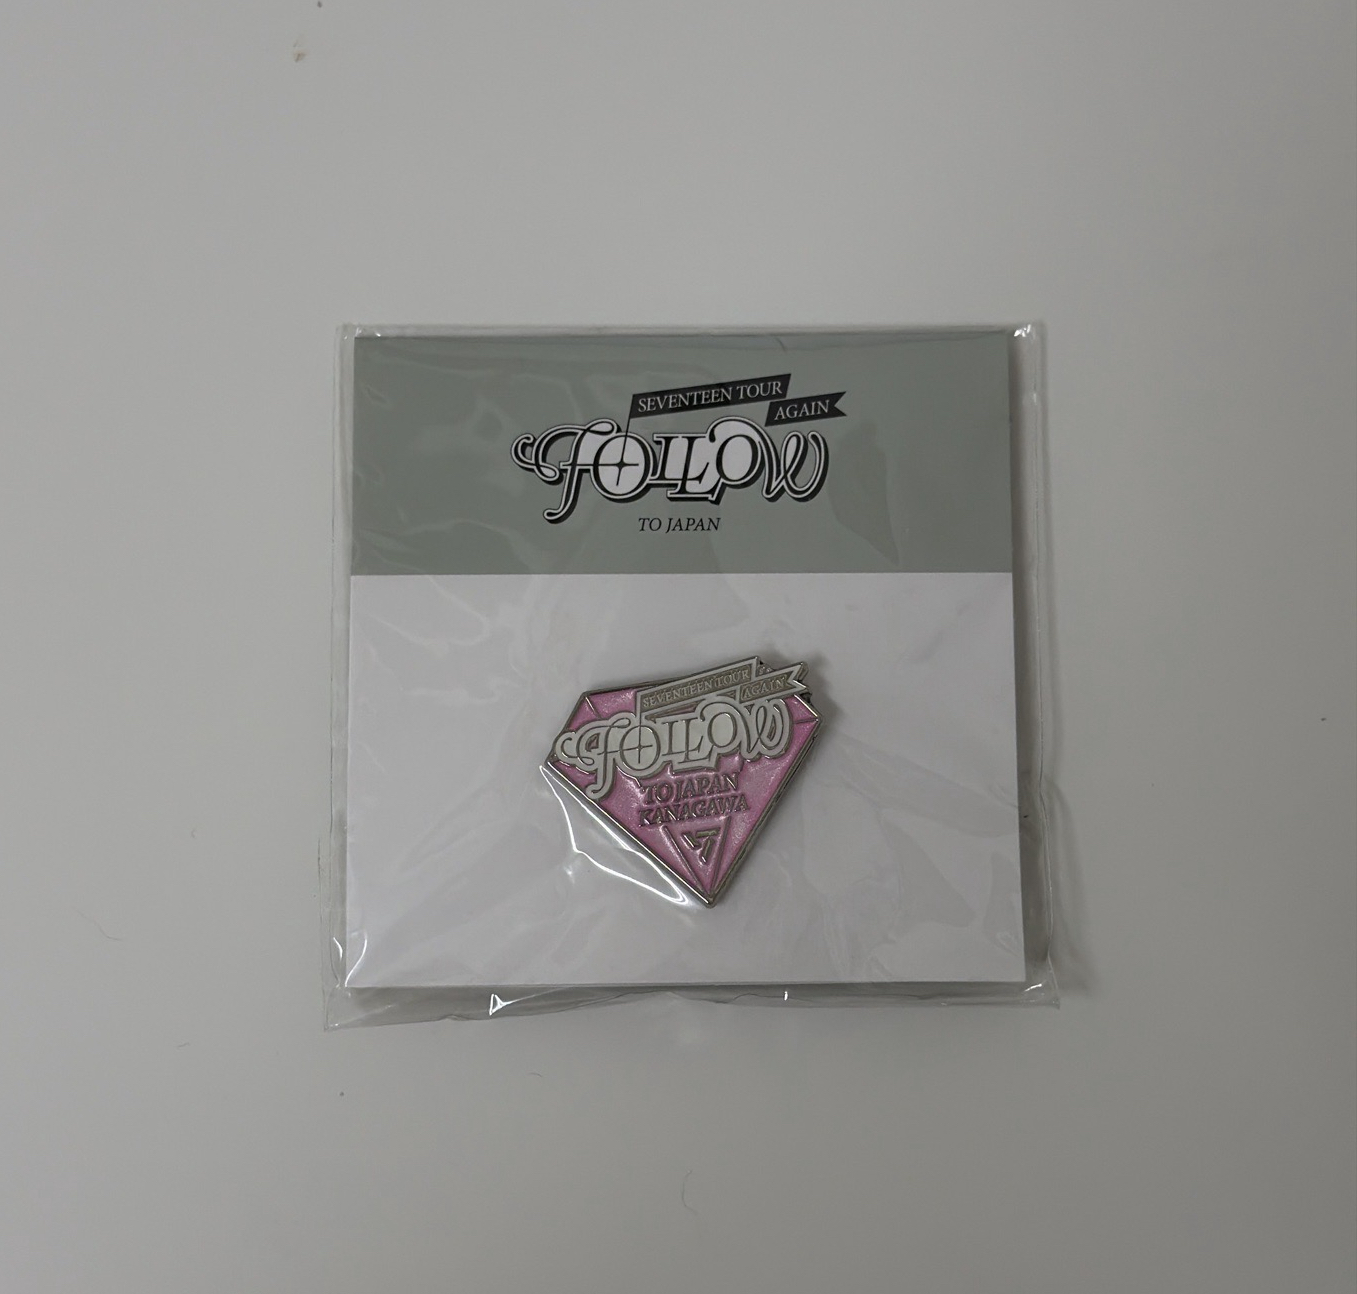 SEVENTEEN TOUR
AGAIN
FOLLOW
TO JAPAN
SEVENTEEN TOUR
AGAIN
FOLLOW
TO JAPAN
KANAGAWA